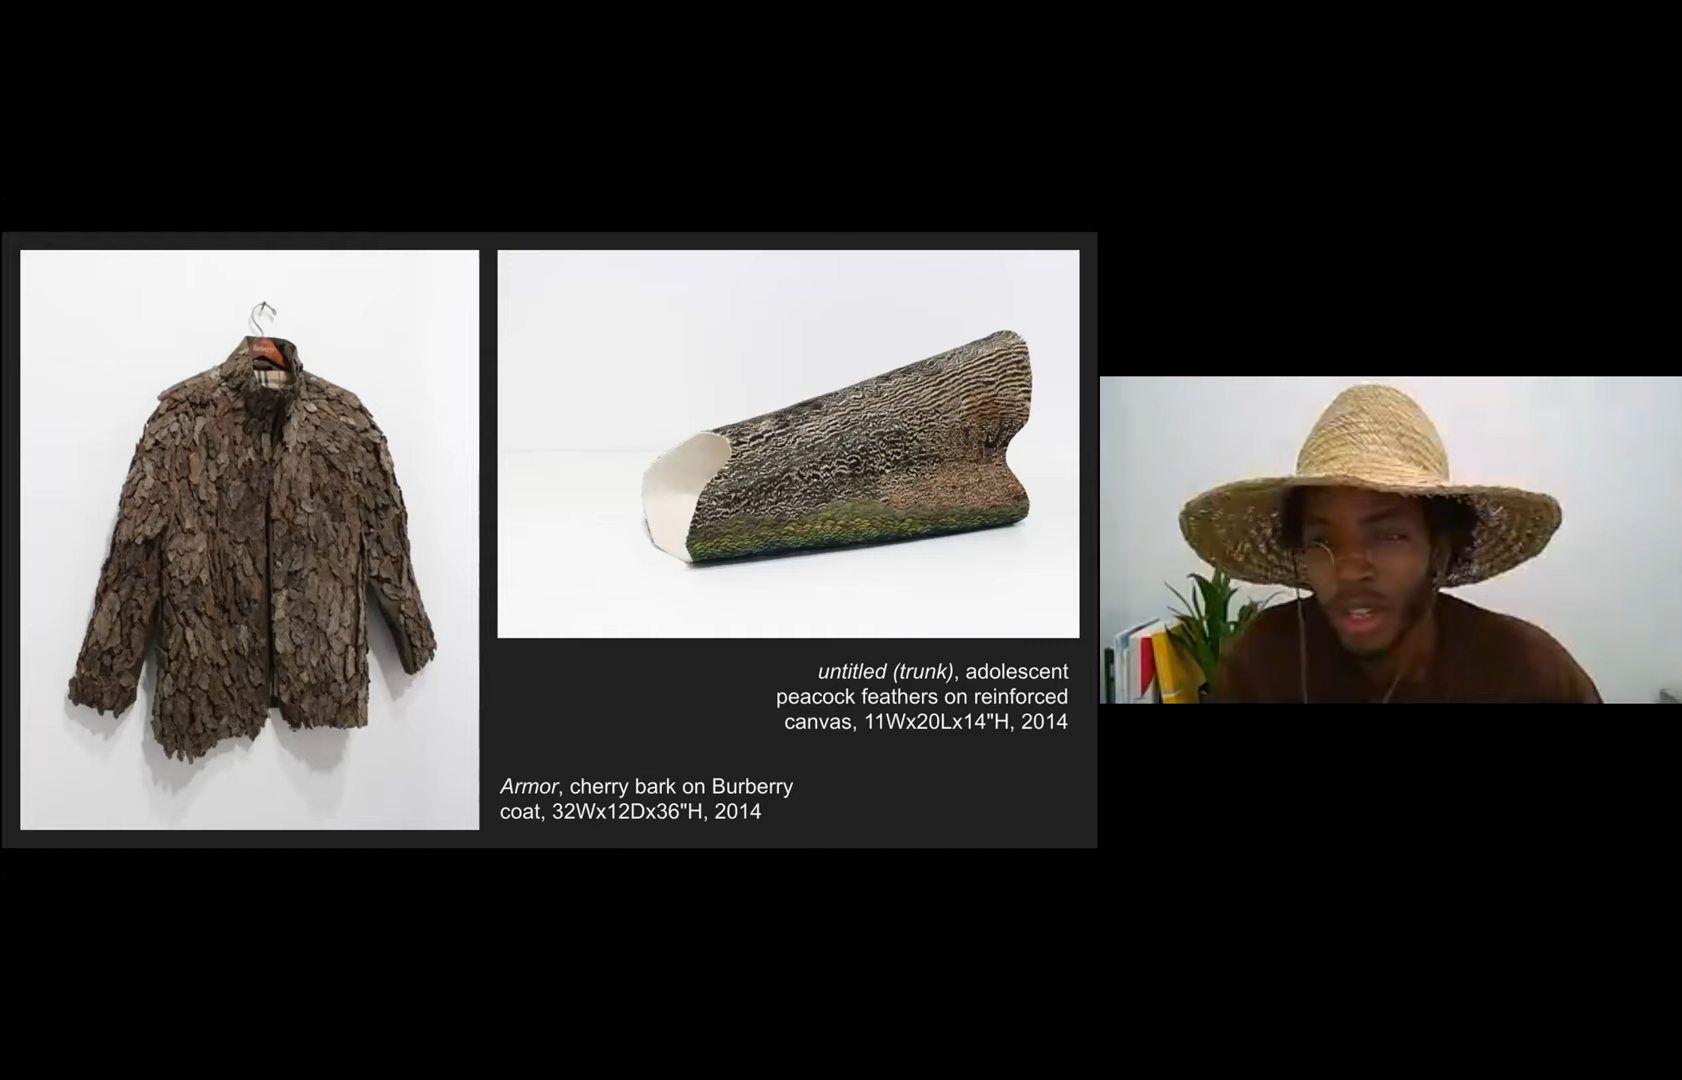 untitled (trunk), adolescent
peacock feathers on reinforced
canvas, 11Wx20Lx14"H, 2014
Armor, cherry bark on Burberry
coat, 32Wx12Dx36"H, 2014